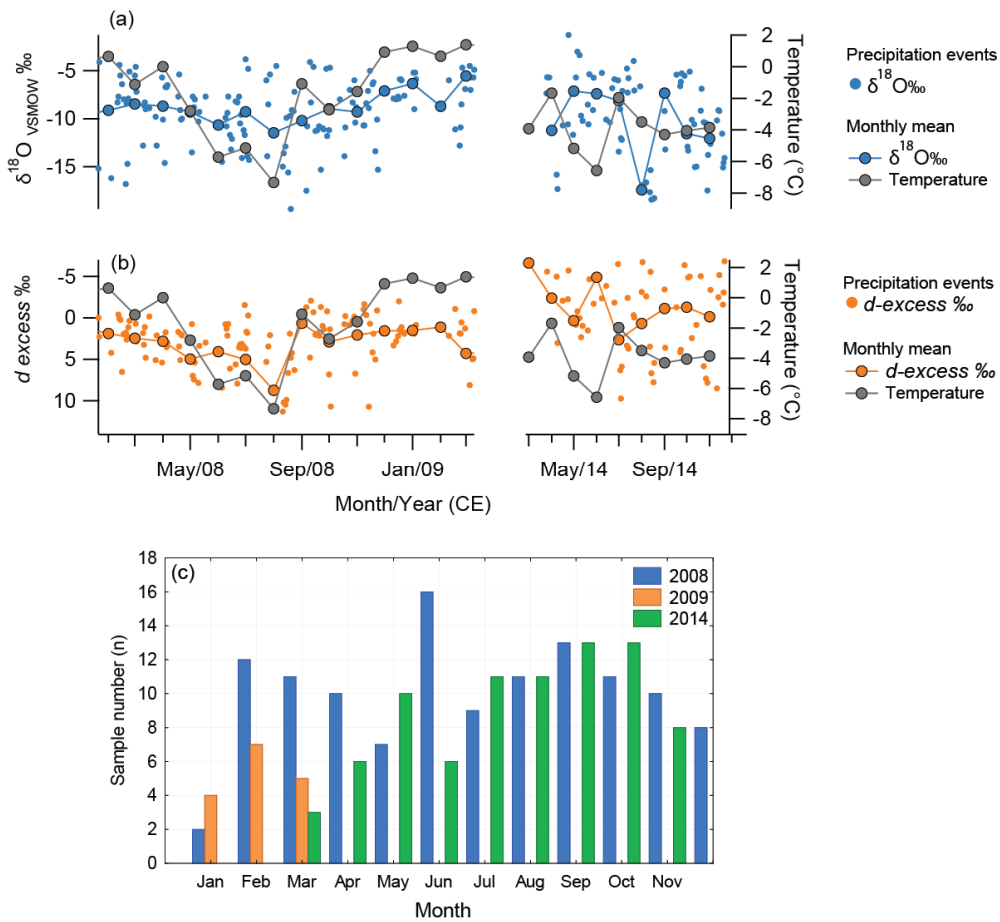 (a)
δ18O VSMOW ‰
-5
-10
-15
2
0
-2
-4
-6
-8
Temperature (°C)
Precipitation events
δ18O‰
Monthly mean
δ18O‰
Temperature
(b)
d excess ‰
-5
0
5
10
2
0
-2
-4
-6
-8
Temperature (°C)
Precipitation events
d-excess ‰
Monthly mean
d-excess ‰
Temperature
May/08 Sep/08 Jan/09 May/14 Sep/14
Month/Year (CE)
(c)
Sample number (n)
18
16
14
12
10
8
6
4
2
0
2008
2009
2014
Jan Feb Mar Apr May Jun Jul Aug Sep Oct Nov
Month